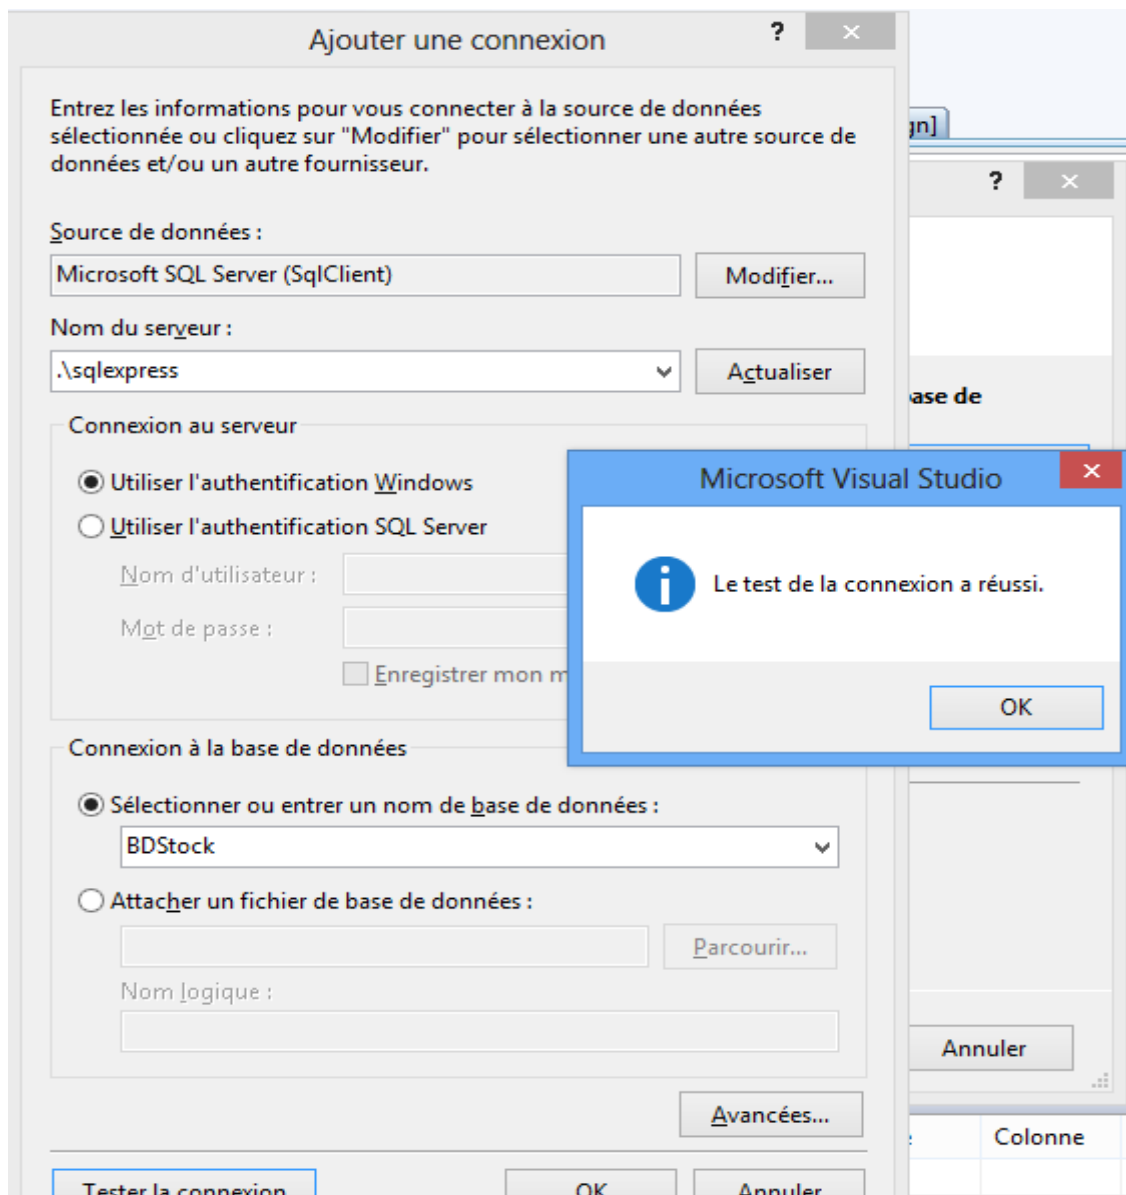 Ajouter une connexion
?
Entrez les informations pour vous connecter à la source de données
sélectionnée ou cliquez sur "Modifier" pour sélectionner une autre source de
données et/ou un autre fournisseur.
gn]
?
Source de données :
Microsoft SQL Server (SqlClient)
Modifier...
Nom du serveur :
.\sqlexpress
Actualiser
base de
Connexion au serveur
Utiliser l'authentification Windows
Utiliser l'authentification SQL Server
Nom d'utilisateur :
Mot de passe :
Enregistrer mon m
Microsoft Visual Studio
Le test de la connexion a réussi.
OK
Connexion à la base de données
Sélectionner ou entrer un nom de base de données :
BDStock
Attacher un fichier de base de données :
Parcourir...
Nom logique :
Annuler
Avancées...
Colonne
Tester la connexion
OK
Annuler